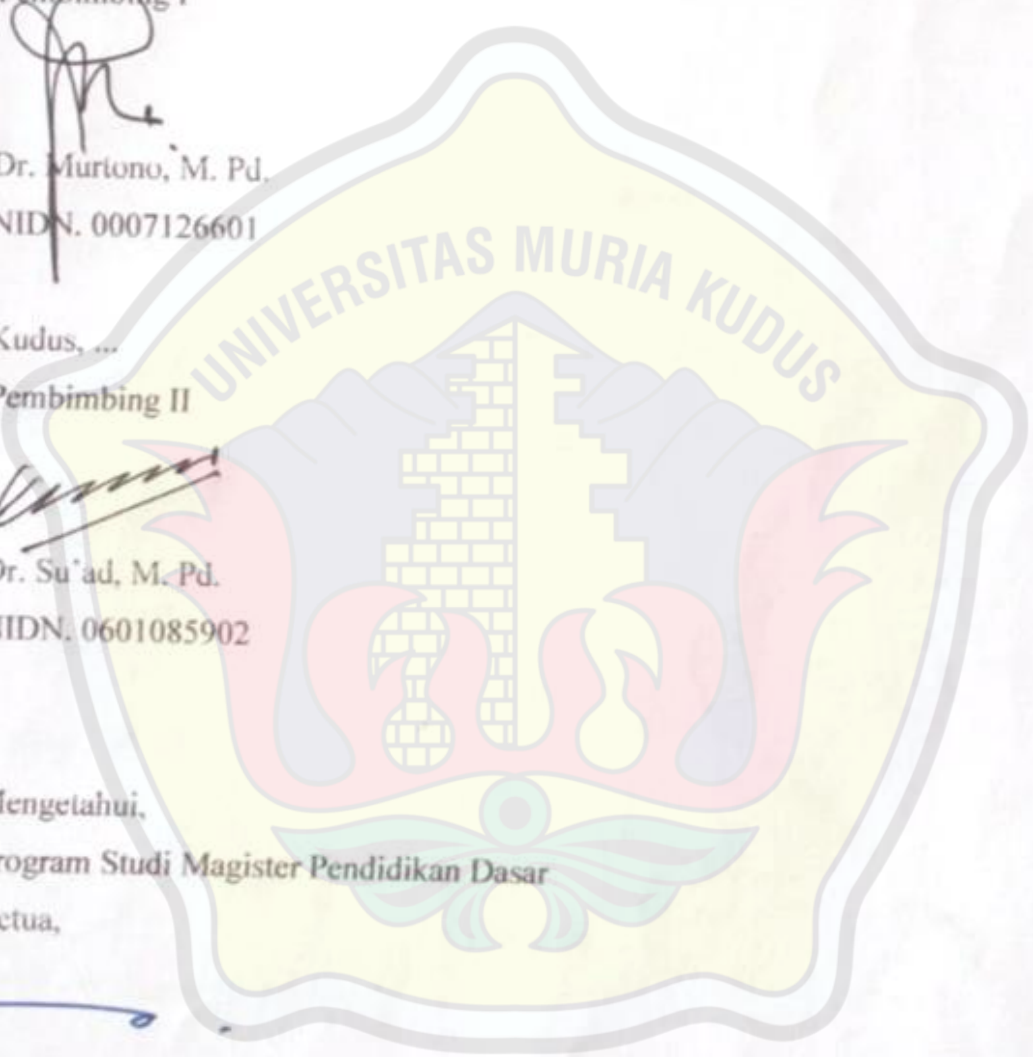 Dr. Murtono, M. Pd.
NIDN. 0007126601
UNIVERSITAS MURIA KUDUS
Kudus, ...
Pembimbing II
Dr. Su'ad, M. Pd.
NIDN. 0601085902
Mengetahui,
Program Studi Magister Pendidikan Dasar
Ketua,